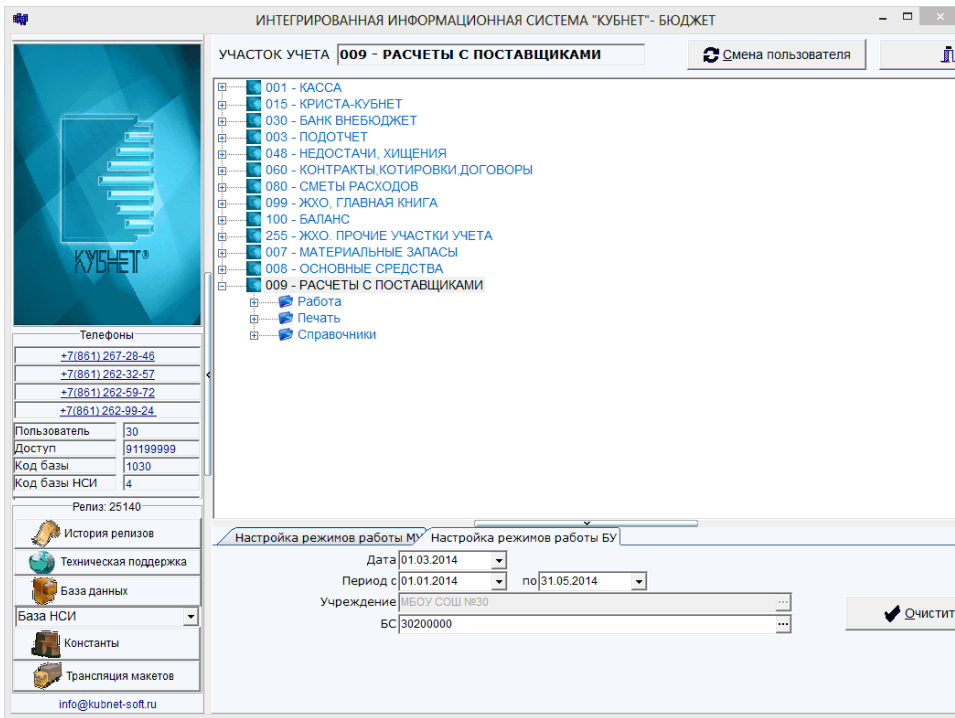 ИНТЕГРИРОВАННАЯ ИНФОРМАЦИОННАЯ СИСТЕМА "КУБНЕТ"- БЮДЖЕТ
УЧАСТОК УЧЕТА 009 - РАСЧЕТЫ С ПОСТАВЩИКАМИ Смена пользователя
КУБНЕТ®
001 - КАССА
015 - КРИСТА-КУБНЕТ
030 - БАНК ВНЕБЮДЖЕТ
003 - ПОДОТЧЕТ
048 - НЕДОСТАЧИ, ХИЩЕНИЯ
060 - КОНТРАКТЫ,КОТИРОВКИ,ДОГОВОРЫ
080 - СМЕТЫ РАСХОДОВ
099 - ЖХО, ГЛАВНАЯ КНИГА
100 - БАЛАНС
255 - ЖХО. ПРОЧИЕ УЧАСТКИ УЧЕТА
007 - МАТЕРИАЛЬНЫЕ ЗАПАСЫ
008 - ОСНОВНЫЕ СРЕДСТВА
009 - РАСЧЕТЫ С ПОСТАВЩИКАМИ
Работа
Печать
Справочники
Телефоны
+7(861) 267-28-46
+7(861) 262-32-57
+7(861) 262-59-72
+7(861) 262-99-24
Пользователь 30
Доступ 91199999
Код базы 1030
Код базы НСИ 4
Релиз: 25140
История релизов
Техническая поддержка
База данных
База НСИ
Константы
Трансляция макетов
info@kubnet-soft.ru
Настройка режимов работы МУ Настройка режимов работы БУ
Дата 01.03.2014
Период с 01.01.2014 по 31.05.2014
Учреждение МБОУ СОШ №30 ...
БС 30200000 ...
Очистит